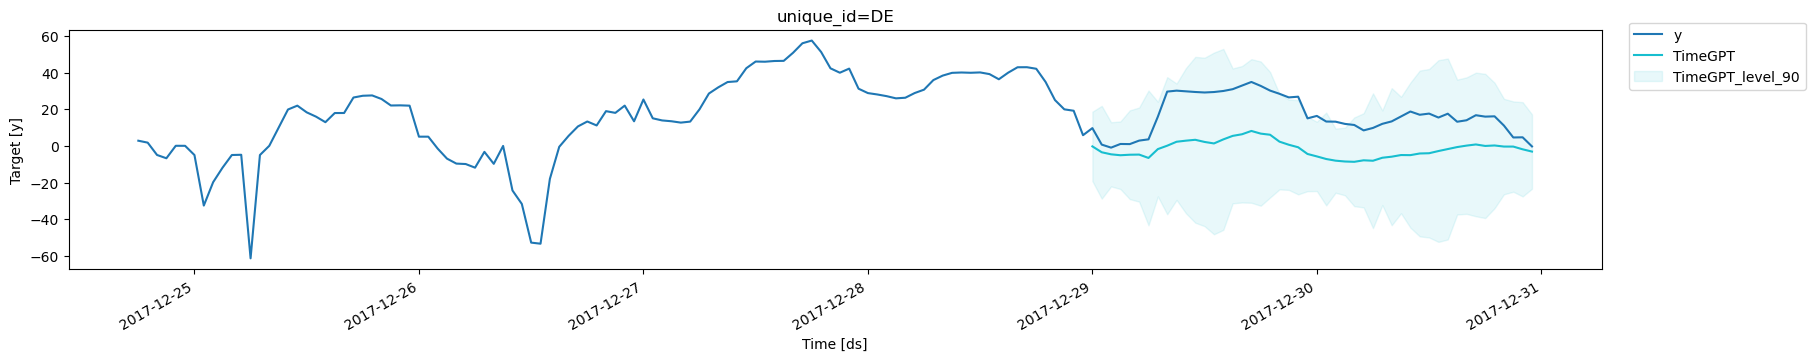 unique_id=DE
y
TimeGPT
TimeGPT_level_90
60
40
20
0
−20
−40
−60
Target [y]
2017-12-25
2017-12-26
2017-12-27
2017-12-28
2017-12-29
2017-12-30
2017-12-31
Time [ds]